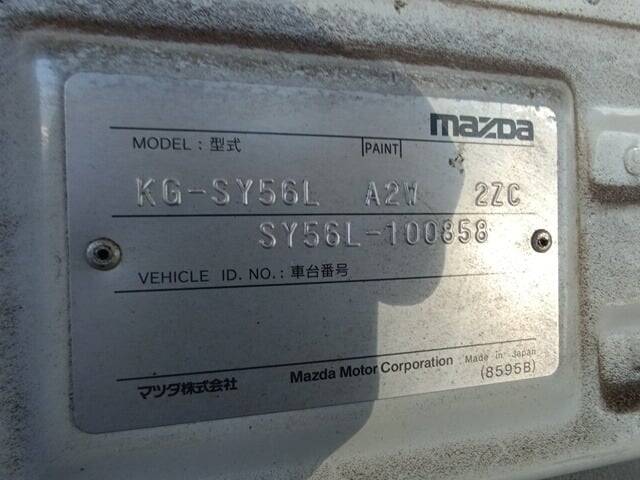 mazda
MODEL : 型式 PAINT
KG-SY56L A2W 2ZC
SY56L-100858
VEHICLE ID. NO. : 車台番号
マツダ株式会社 Mazda Motor Corporation Made in Japan
(8595B)